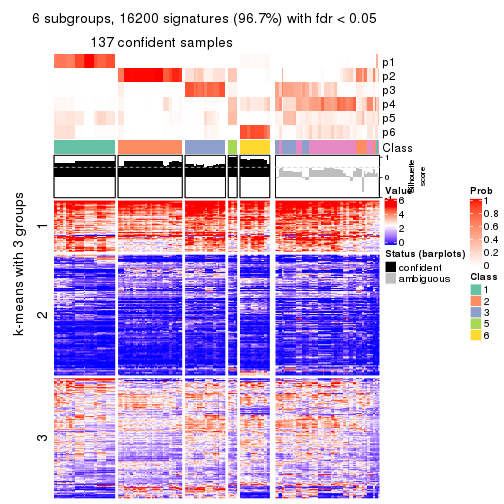 6 subgroups, 16200 signatures (96.7%) with fdr < 0.05
137 confident samples
p1
p2
p3
p4
p5
p6
Class
1
0
Silhouette
score
k-means with 3 groups
1
2
3
Value
6
4
2
0
Status (barplots)
confident
ambiguous
Prob
1
0.8
0.6
0.4
0.2
0
Class
1
2
3
5
6